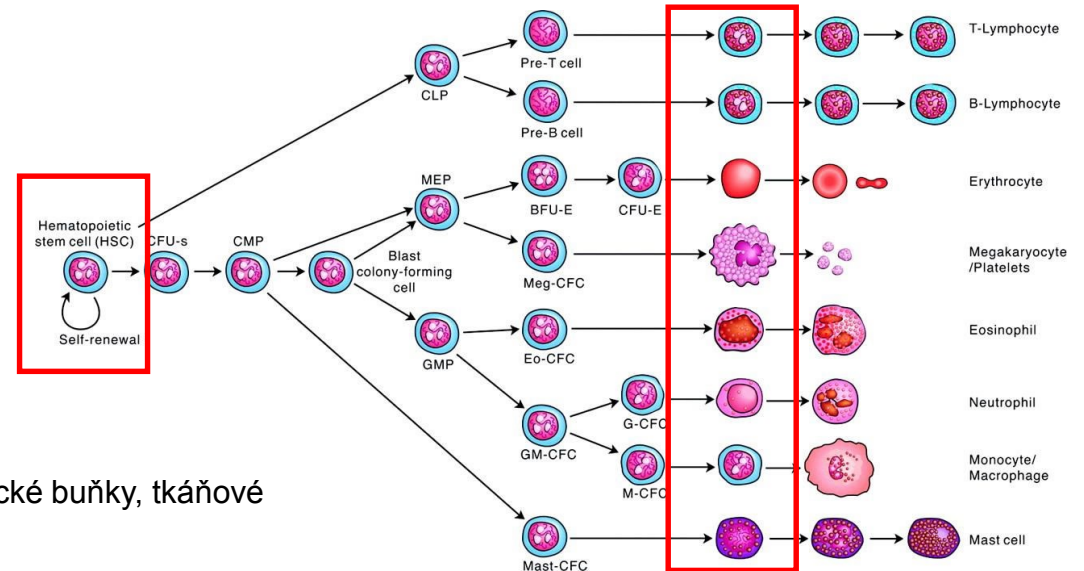 T-Lymphocyte
Pre-T cell
CLP
B-Lymphocyte
Pre-B cell
MEP
BFU-E
CFU-E
Erythrocyte
Hematopoietic
stem cell (HSC)
CFU-s
CMP
Blast
colony-forming
cell
Meg-CFC
Megakaryocyte
/Platelets
Self-renewal
GMP
Eo-CFC
Eosinophil
G-CFC
Neutrophil
GM-CFC
M-CFC
Monocyte/
Macrophage
cké buňky, tkáňové
Mast-CFC
Mast cell